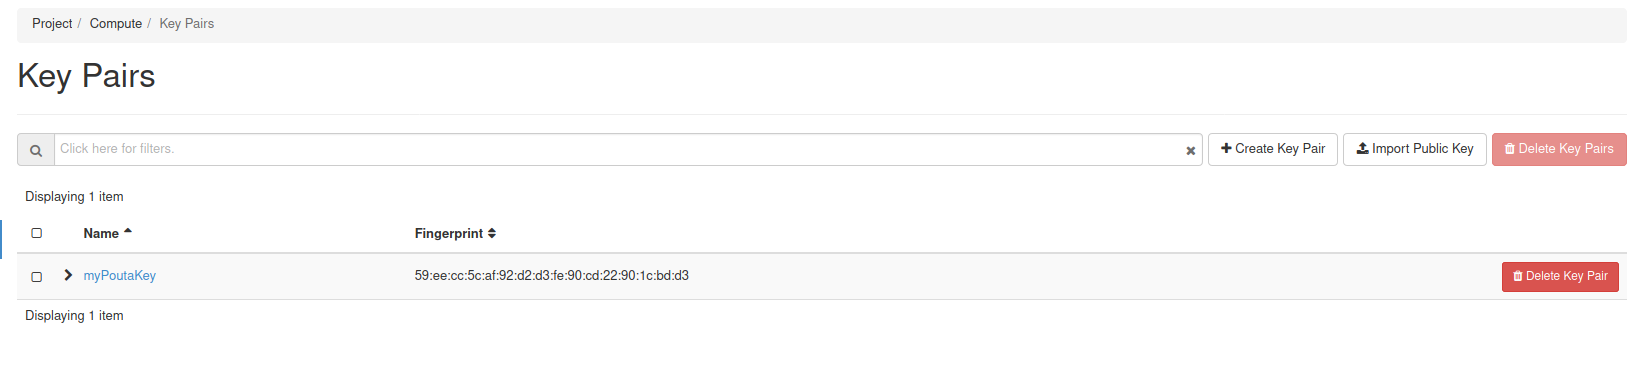 Project / Compute / Key Pairs
Key Pairs
Click here for filters. Create Key Pair Import Public Key Delete Key Pairs
Displaying 1 item
Name Fingerprint
myPoutaKey 59:ee:cc:5c:af:92:d2:d3:fe:90:cd:22:90:1c:bd:d3 Delete Key Pair
Displaying 1 item